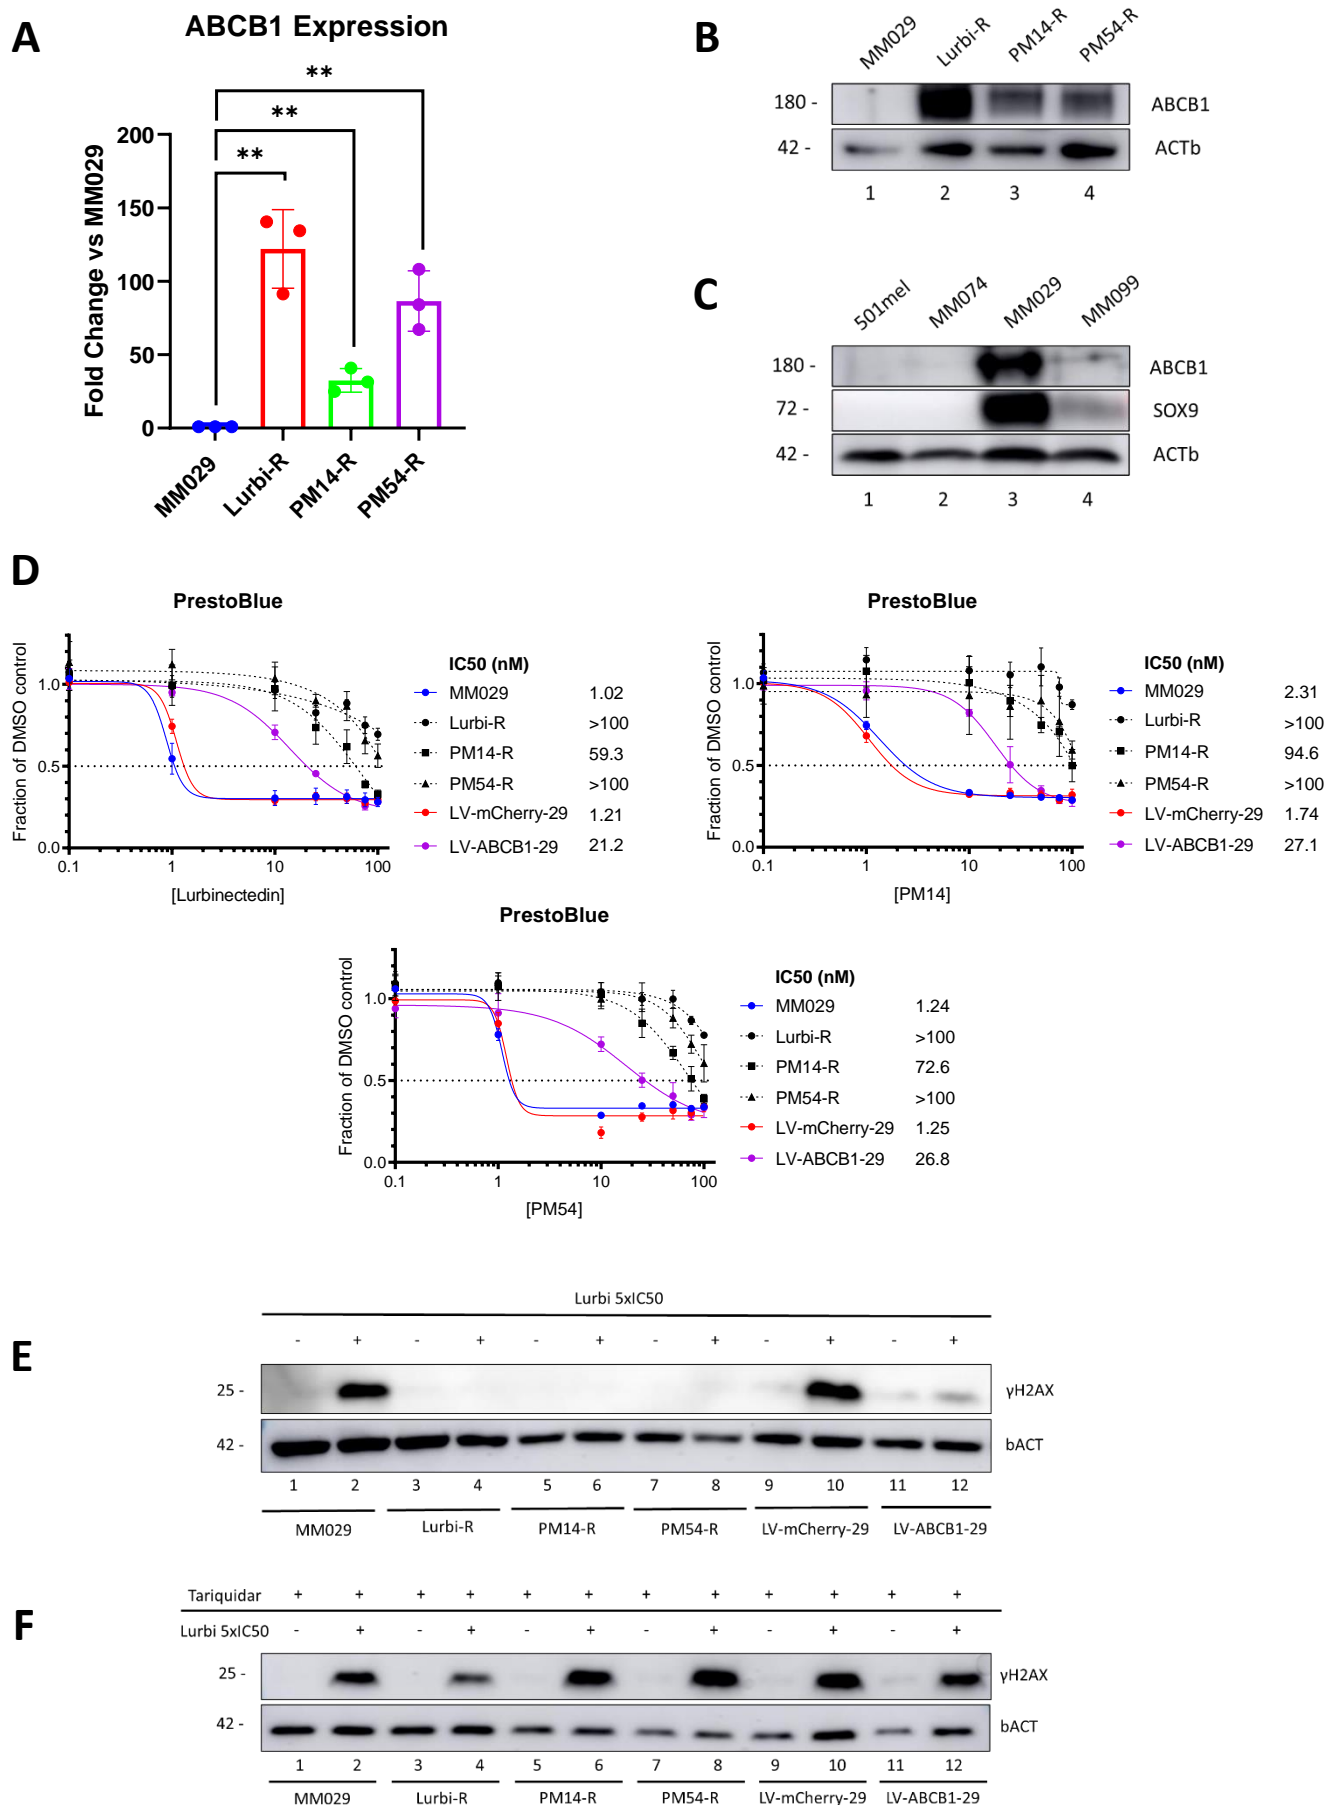 A
ABCB1 Expression
**
**
**
Fold Change vs MM029
200
150
100
50
0
MM029
Lurbi-R
PM14-R
PM54-R
B
MM029
Lurbi-R
PM14-R
PM54-R
180 -
ABCB1
42 -
ACTb
1 2 3 4
C
501mel
MM074
MM029
MM099
180 -
ABCB1
72 -
SOX9
42 -
ACTb
1 2 3 4
D
PrestoBlue
Fraction of DMSO control
1.0
0.5
0.0
0.1 1 10 100
[Lurbinectedin]
IC50 (nM)
MM029 1.02
Lurbi-R >100
PM14-R 59.3
PM54-R >100
LV-mCherry-29 1.21
LV-ABCB1-29 21.2
PrestoBlue
Fraction of DMSO control
1.0
0.5
0.0
0.1 1 10 100
[PM14]
IC50 (nM)
MM029 2.31
Lurbi-R >100
PM14-R 94.6
PM54-R >100
LV-mCherry-29 1.74
LV-ABCB1-29 27.1
PrestoBlue
Fraction of DMSO control
1.0
0.5
0.0
0.1 1 10 100
[PM54]
IC50 (nM)
MM029 1.24
Lurbi-R >100
PM14-R 72.6
PM54-R >100
LV-mCherry-29 1.25
LV-ABCB1-29 26.8
E
Lurbi 5xIC50
- + - + - + - + - + - +
25 -
γH2AX
42 -
bACT
1 2 3 4 5 6 7 8 9 10 11 12
MM029 Lurbi-R PM14-R PM54-R LV-mCherry-29 LV-ABCB1-29
F
Tariquidar + + + + + + + + + + + +
Lurbi 5xIC50 - + - + - + - + - + - +
25 -
γH2AX
42 -
bACT
1 2 3 4 5 6 7 8 9 10 11 12
MM029 Lurbi-R PM14-R PM54-R LV-mCherry-29 LV-ABCB1-29